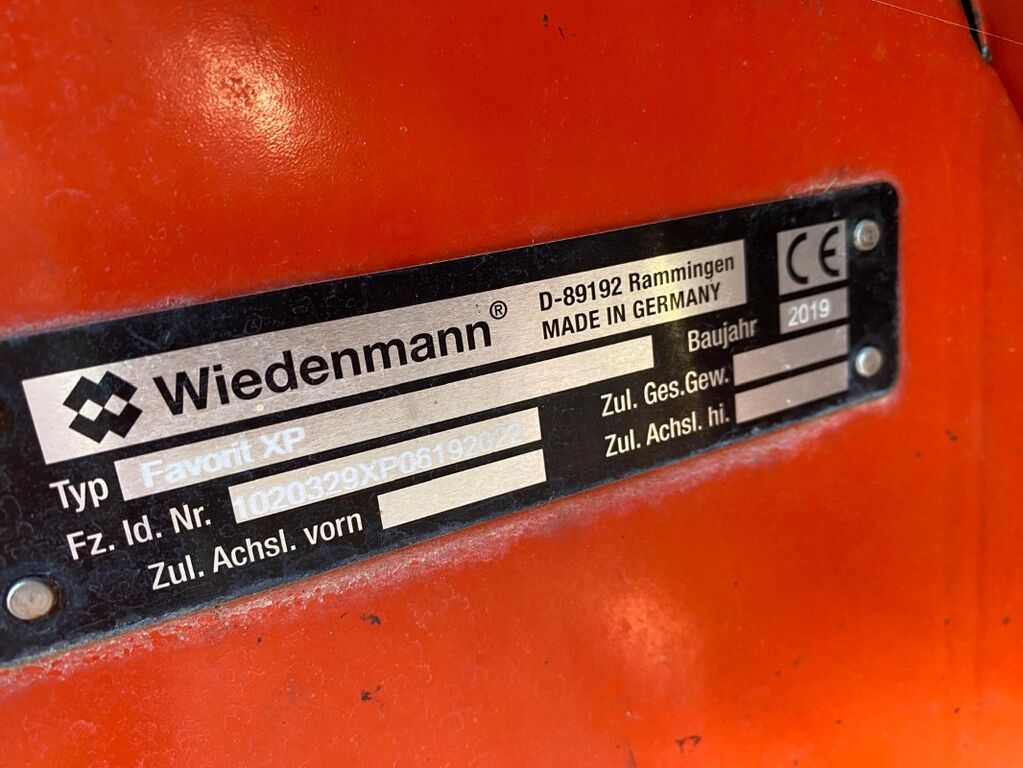 Wiedenmann® D-89192 Rammingen
MADE IN GERMANY
CE
Typ Favorit XP
Baujahr 2019
Fz. Id. Nr. 1020329XP06192022
Zul. Ges.Gew.
Zul. Achsl. vorn
Zul. Achsl. hi.